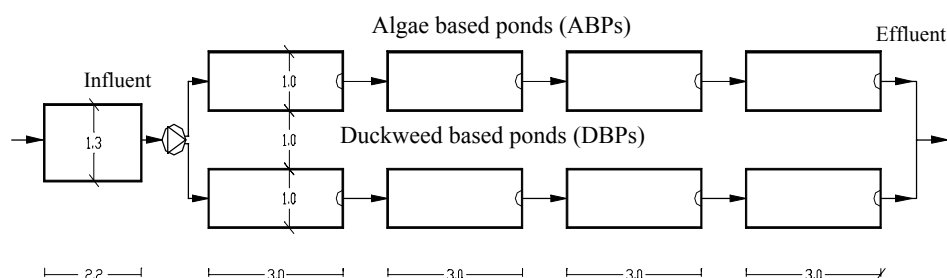 Algae based ponds (ABPs)
Effluent
Influent
1.0
1.3
1.0
Duckweed based ponds (DBPs)
1.0
2.2
3.0
3.0
3.0
3.0